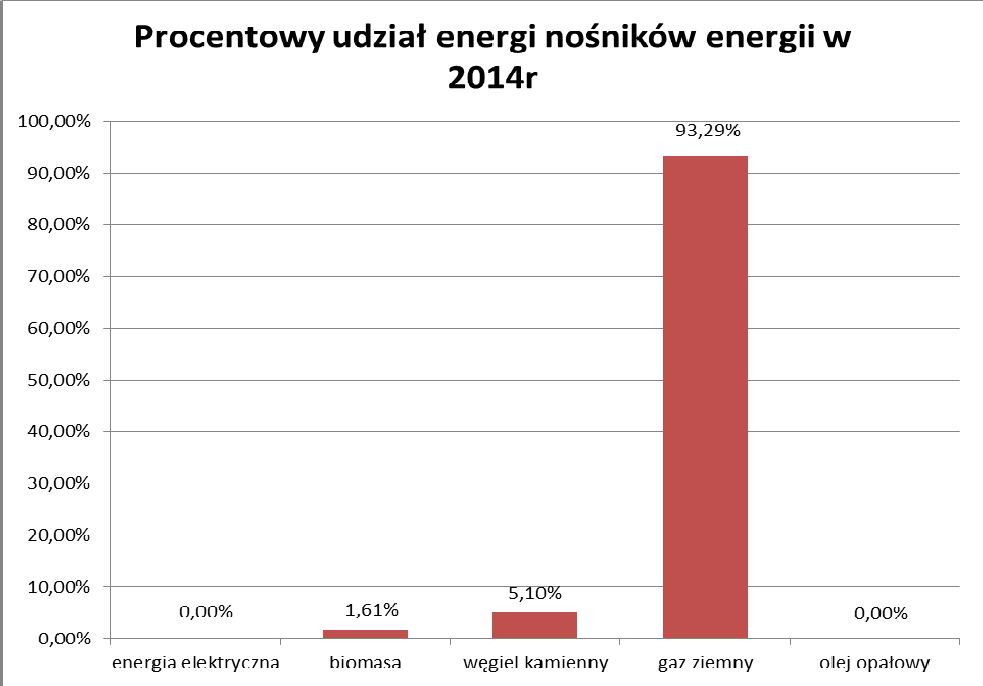 Procentowy udział energi nośników energii w
2014r
100,00%
90,00%
80,00%
70,00%
60,00%
50,00%
40,00%
30,00%
20,00%
10,00%
0,00%
0,00%
1,61%
5,10%
93,29%
0,00%
energia elektryczna
biomasa
węgiel kamienny
gaz ziemny
olej opałowy